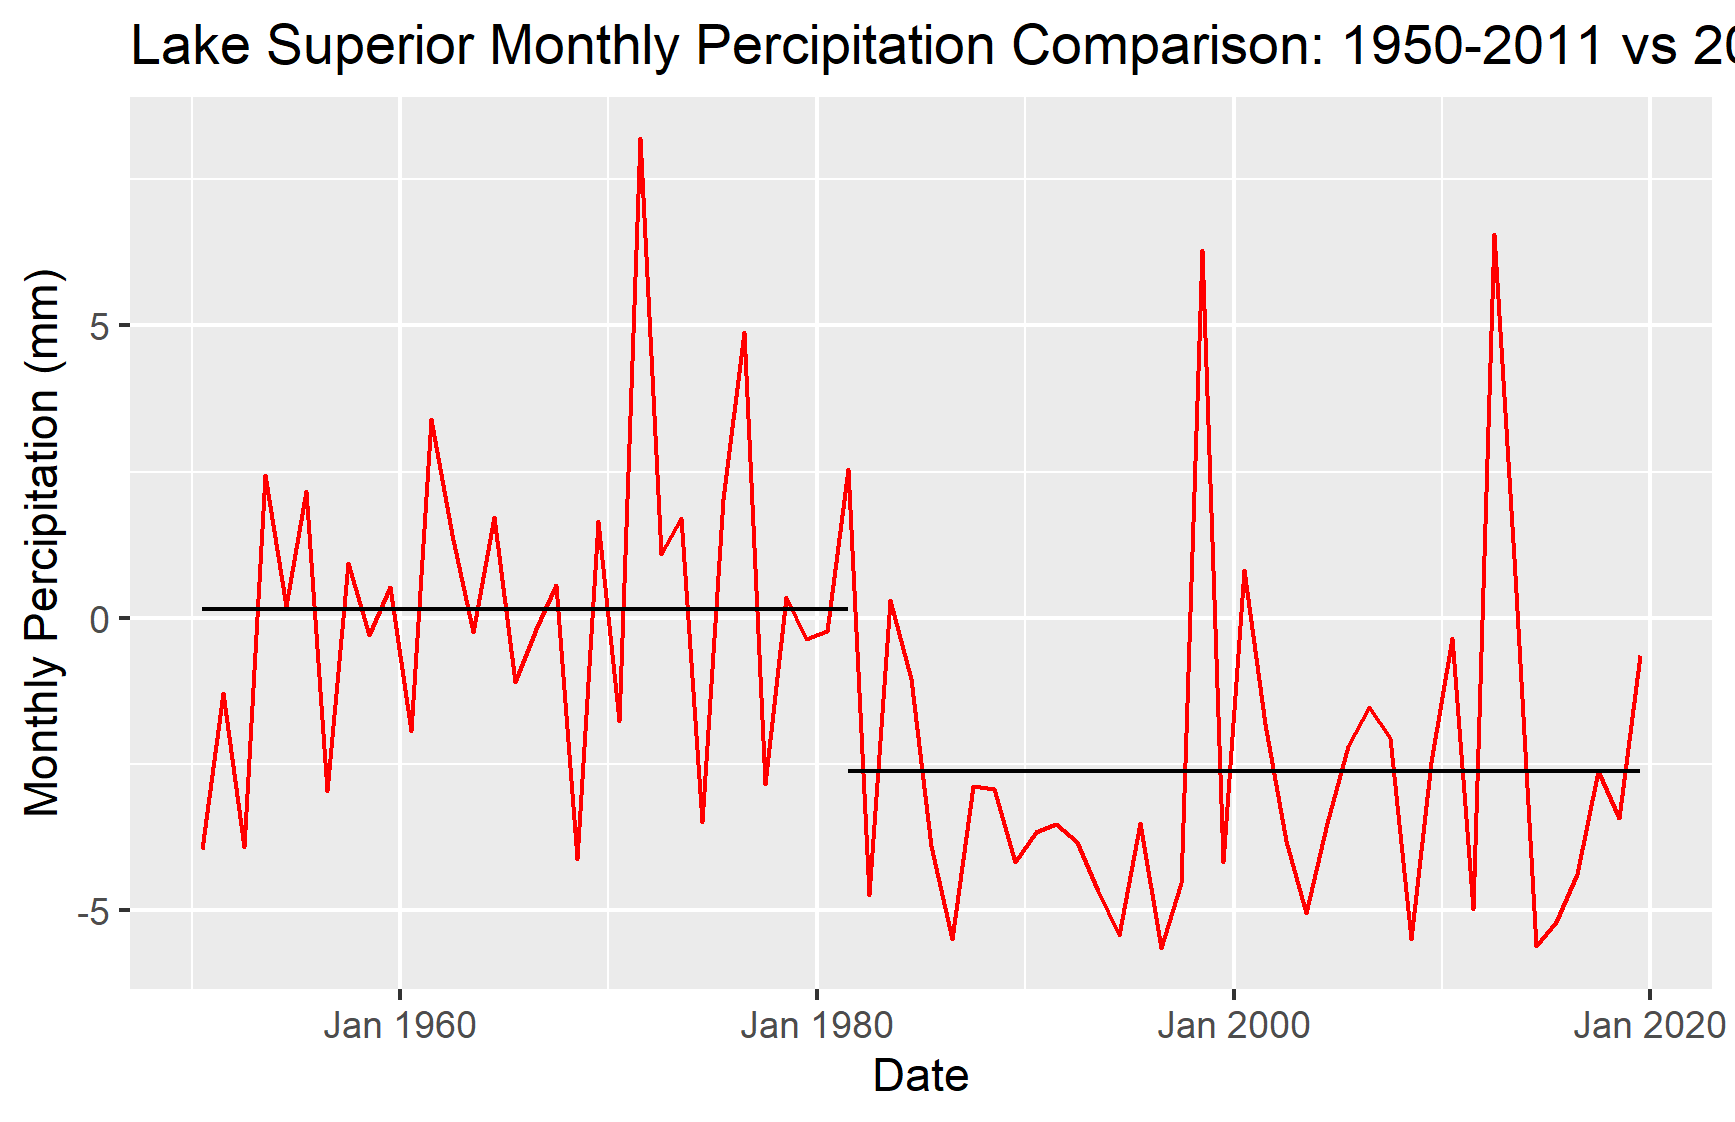 Lake Superior Monthly Percipitation Comparison: 1950-2011 vs 20
Monthly Percipitation (mm)
5
0
-5
Jan 1960
Jan 1980
Jan 2000
Jan 2020
Date